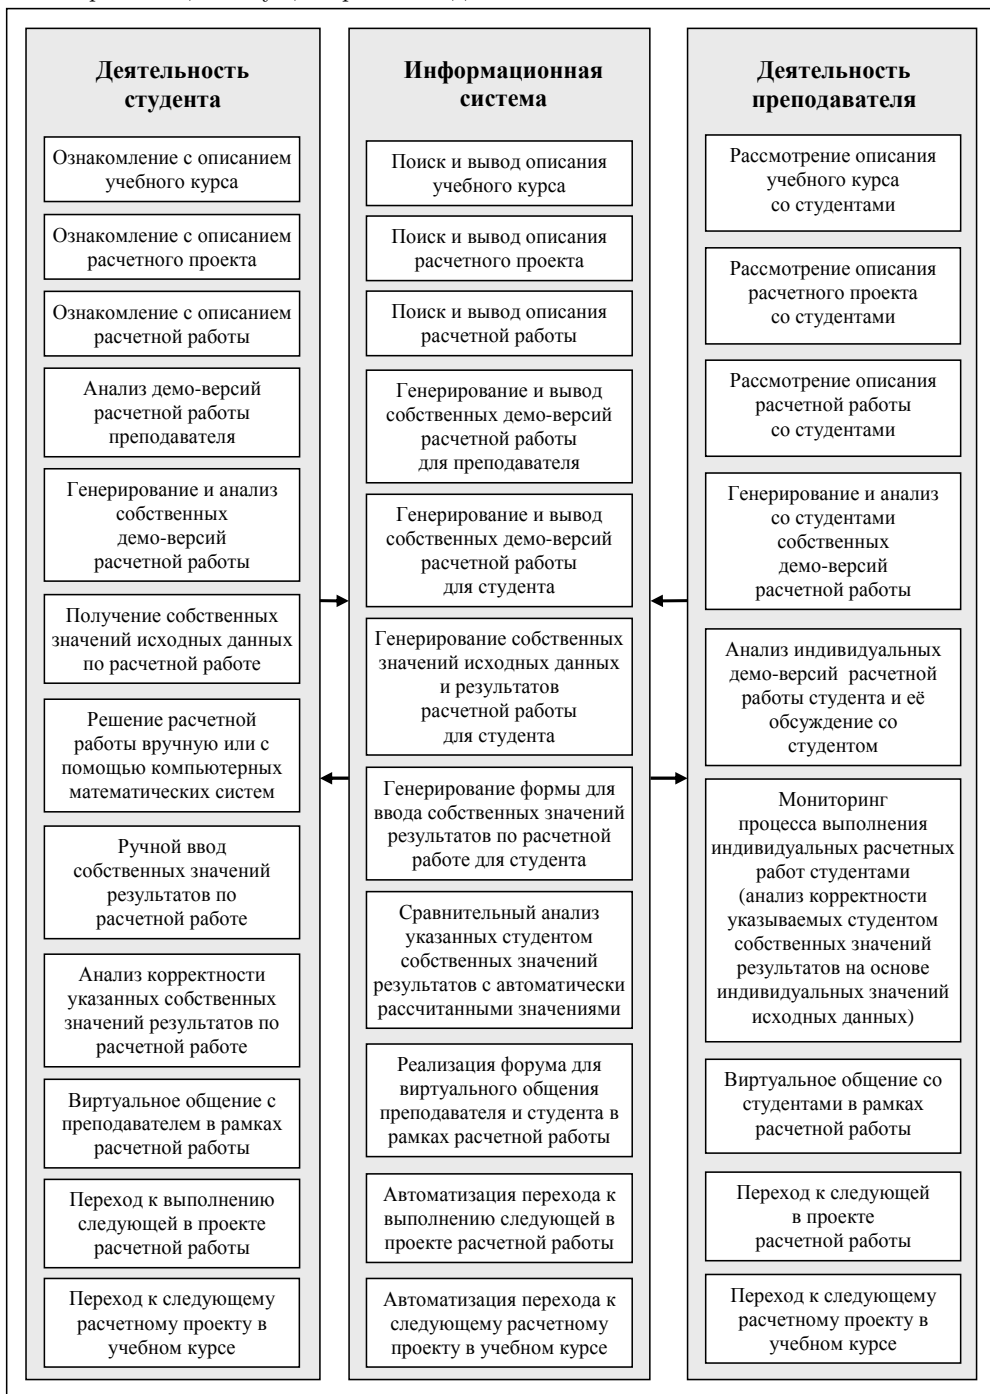 Деятельность
студента
Ознакомление с описанием
учебного курса
Ознакомление с описанием
расчетного проекта
Ознакомление с описанием
расчетной работы
Анализ демо-версий
расчетной работы
преподавателя
Генерирование и анализ
собственных
демо-версий
расчетной работы
Получение собственных
значений исходных данных
по расчетной работе
Решение расчетной
работы вручную или с
помощью компьютерных
математических систем
Ручной ввод
собственных значений
результатов по
расчетной работе
Анализ корректности
указанных собственных
значений результатов по
расчетной работе
Виртуальное общение с
преподавателем в рамках
расчетной работы
Переход к выполнению
следующей в проекте
расчетной работы
Переход к следующему
расчетному проекту в
учебном курсе
Информационная
система
Поиск и вывод описания
учебного курса
Поиск и вывод описания
расчетного проекта
Поиск и вывод описания
расчетной работы
Генерирование и вывод
собственных демо-версий
расчетной работы
для преподавателя
Генерирование и вывод
собственных демо-версий
расчетной работы
для студента
Генерирование собственных
значений исходных данных
и результатов
расчетной работы
для студента
Генерирование формы для
ввода собственных значений
результатов по расчетной
работе для студента
Сравнительный анализ
указанных студентом
собственных значений
результатов с автоматически
рассчитанными значениями
Реализация форума для
виртуального общения
преподавателя и студента в
рамках расчетной работы
Автоматизация перехода к
выполнению следующей в
проекте расчетной работы
Автоматизация перехода к
следующему расчетному
проекту в учебном курсе
Деятельность
преподавателя
Рассмотрение описания
учебного курса
со студентами
Рассмотрение описания
расчетного проекта
со студентами
Рассмотрение описания
расчетной работы
со студентами
Генерирование и анализ
со студентами
собственных
демо-версий
расчетной работы
Анализ индивидуальных
демо-версий расчетной
работы студента и её
обсуждение со
студентом
Мониторинг
процесса выполнения
индивидуальных расчетных
работ студентами
(анализ корректности
указываемых студентом
собственных значений
результатов на основе
индивидуальных значений
исходных данных)
Виртуальное общение со
студентами в рамках
расчетной работы
Переход к следующей
в проекте
расчетной работы
Переход к следующему
расчетному проекту в
учебном курсе